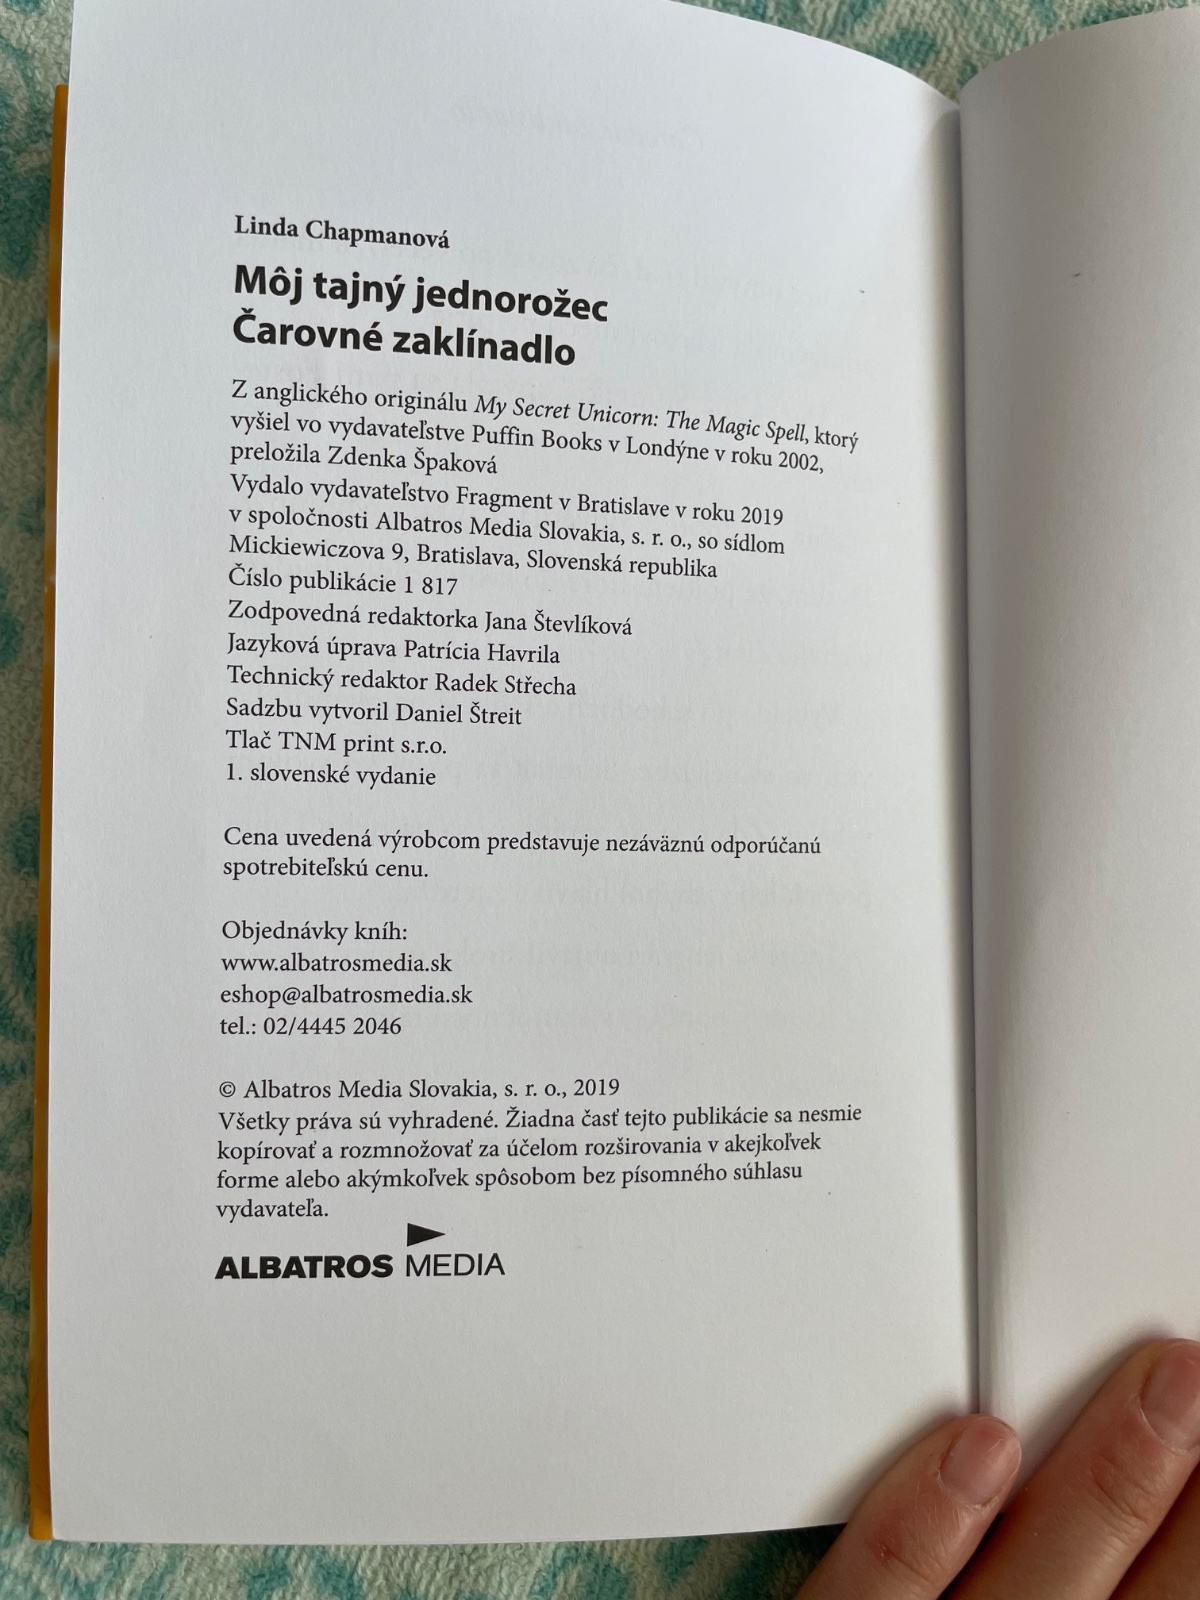 Linda Chapmanová
Môj tajný jednorožec
Čarovné zaklínadlo
Z anglického originálu My Secret Unicorn: The Magic Spell, ktorý
vyšiel vo vydavateľstve Puffin Books v Londýne v roku 2002,
preložila Zdenka Špaková
Vydalo vydavateľstvo Fragment v Bratislave v roku 2019
v spoločnosti Albatros Media Slovakia, s. r. o., so sídlom
Mickiewiczova 9, Bratislava, Slovenská republika
Číslo publikácie 1 817
Zodpovedná redaktorka Jana Števlíková
Jazyková úprava Patrícia Havrila
Technický redaktor Radek Střecha
Sadzbu vytvoril Daniel Štreit
Tlač TNM print s.r.o.
1. slovenské vydanie
Cena uvedená výrobcom predstavuje nezáväznú odporúčanú
spotrebiteľskú cenu.
Objednávky kníh:
www.albatrosmedia.sk
eshop@albatrosmedia.sk
tel.: 02/4445 2046
© Albatros Media Slovakia, s. r. o., 2019
Všetky práva sú vyhradené. Žiadna časť tejto publikácie sa nesmie
kopírovať a rozmnožovať za účelom rozširovania v akejkoľvek
forme alebo akýmkoľvek spôsobom bez písomného súhlasu
vydavateľa.
ALBATROS MEDIA